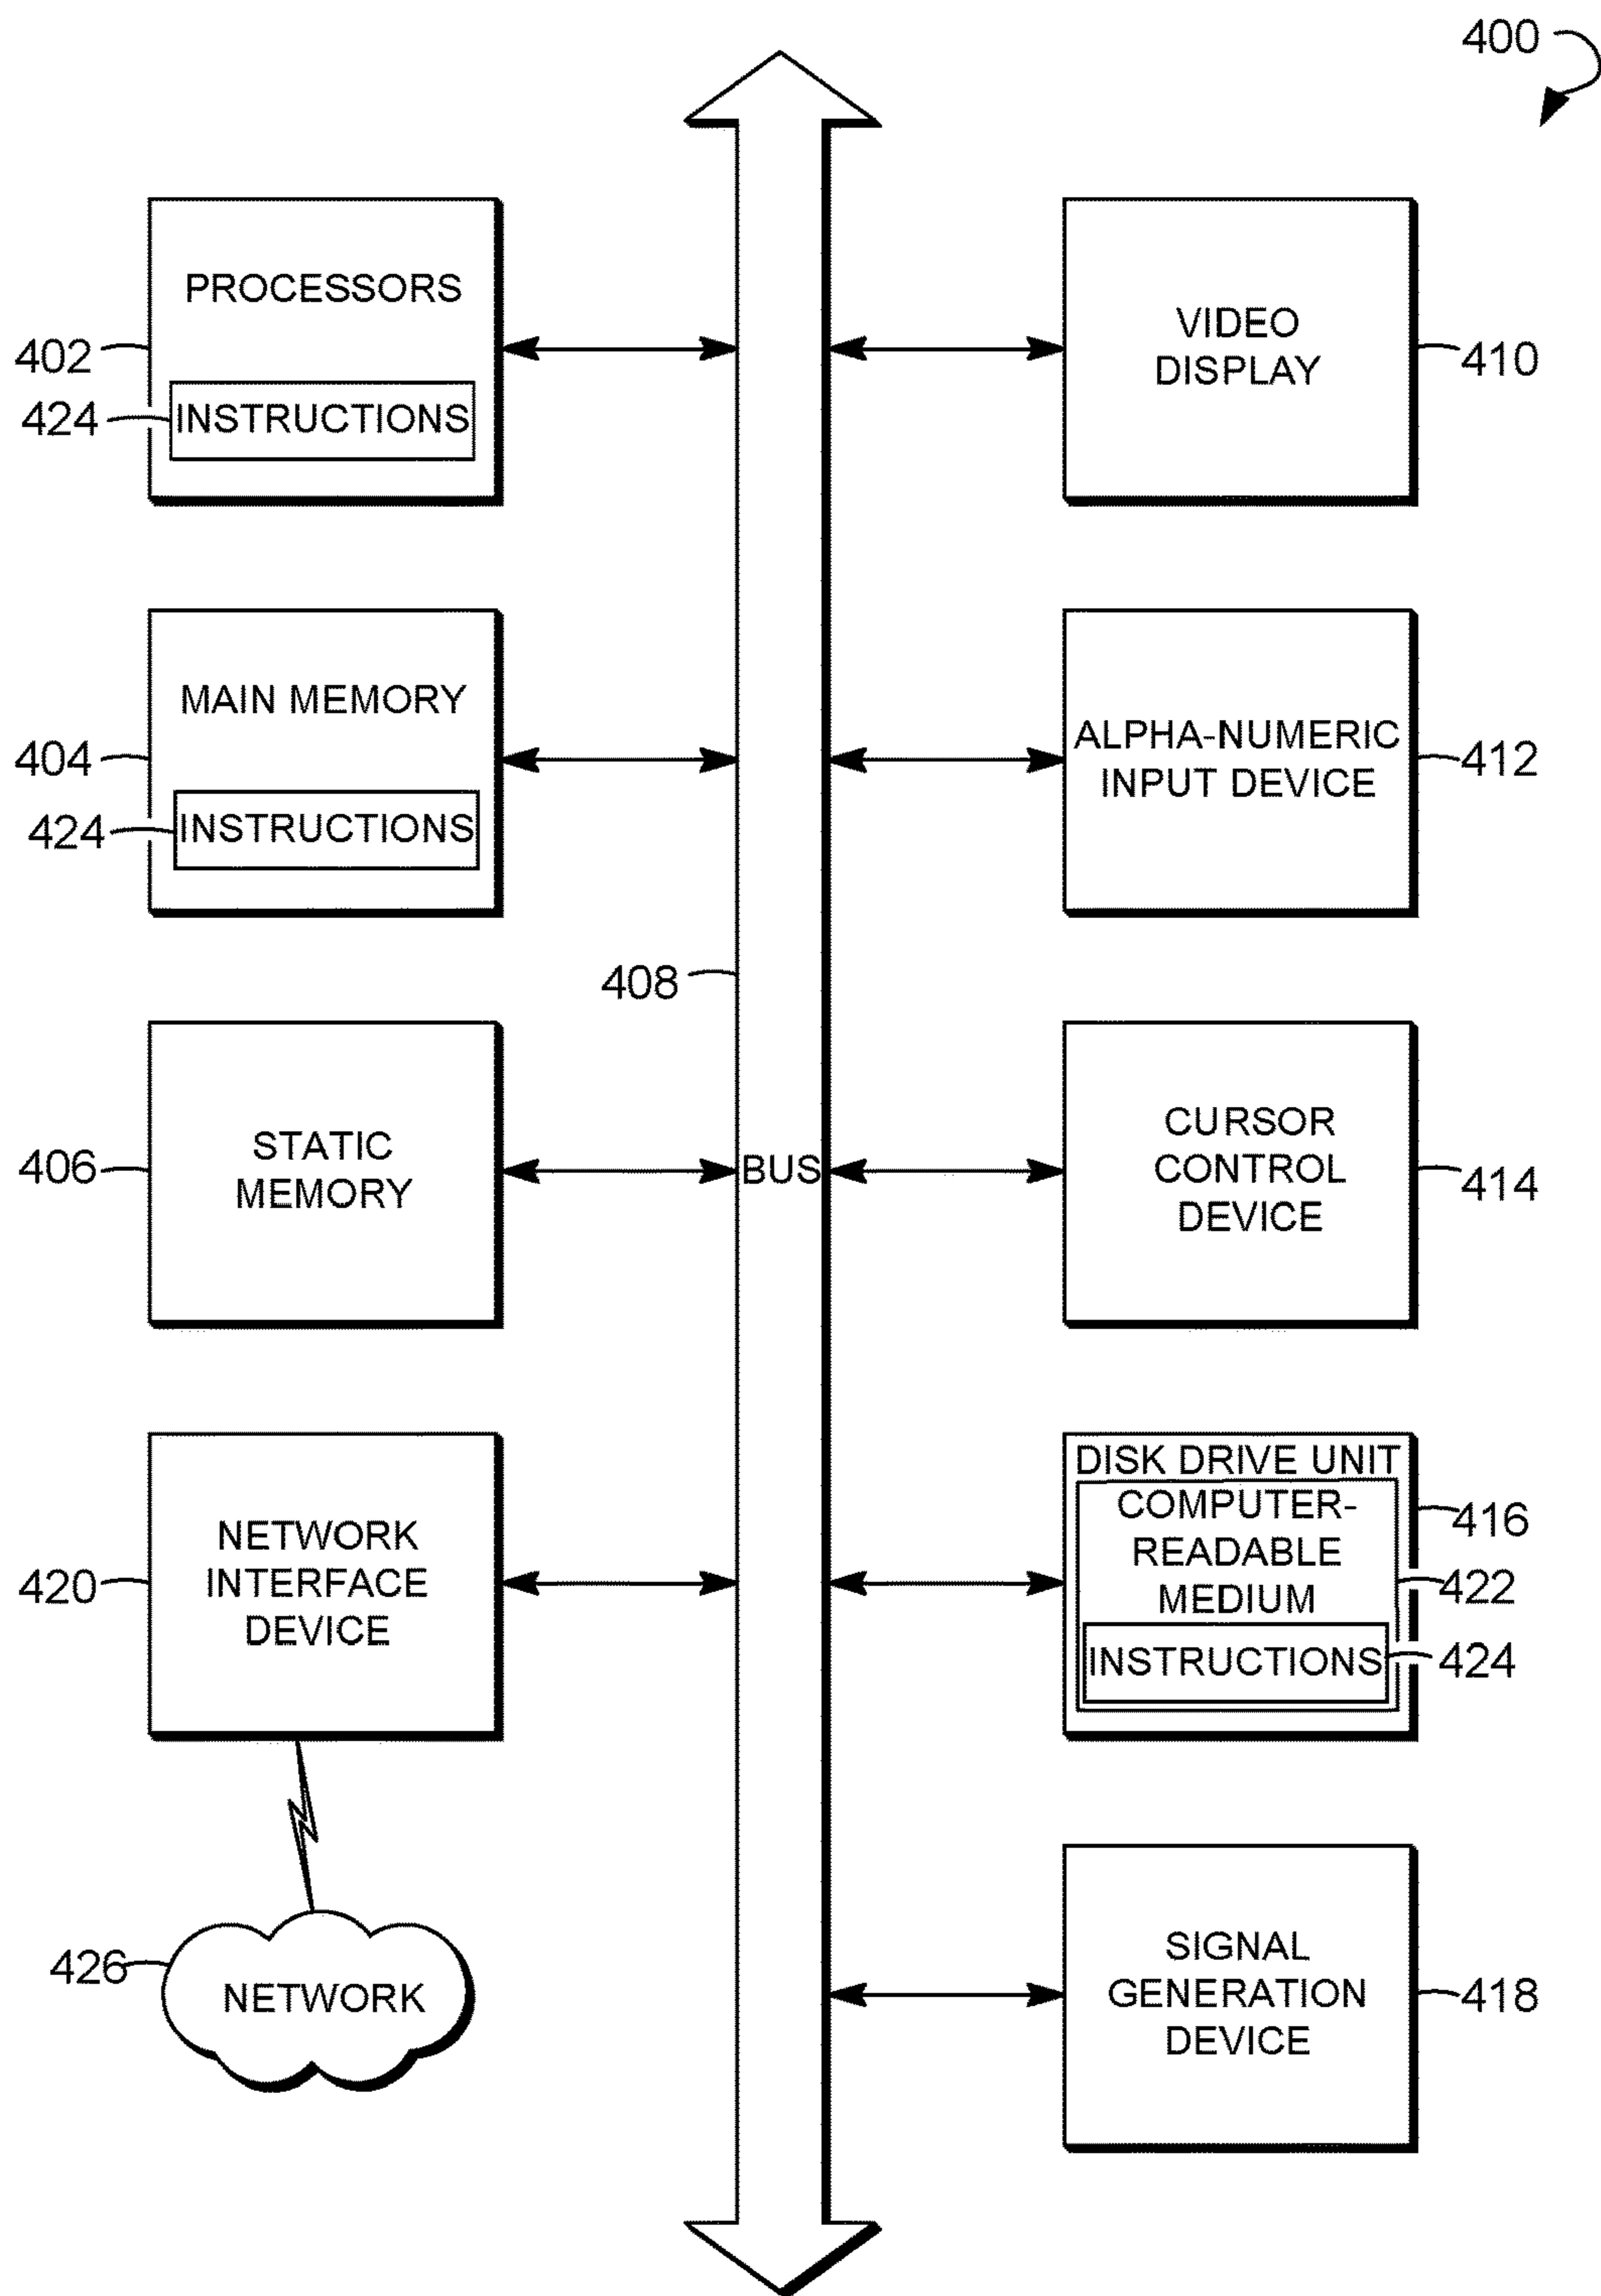 400
PROCESSORS
402
424
INSTRUCTIONS
VIDEO
DISPLAY
410
MAIN MEMORY
404
424
INSTRUCTIONS
ALPHA-NUMERIC
INPUT DEVICE
412
408
STATIC
MEMORY
406
BUS
CURSOR
CONTROL
DEVICE
414
NETWORK
INTERFACE
DEVICE
420
DISK DRIVE UNIT
COMPUTER-
READABLE
MEDIUM
416
422
INSTRUCTIONS
424
426
NETWORK
SIGNAL
GENERATION
DEVICE
418